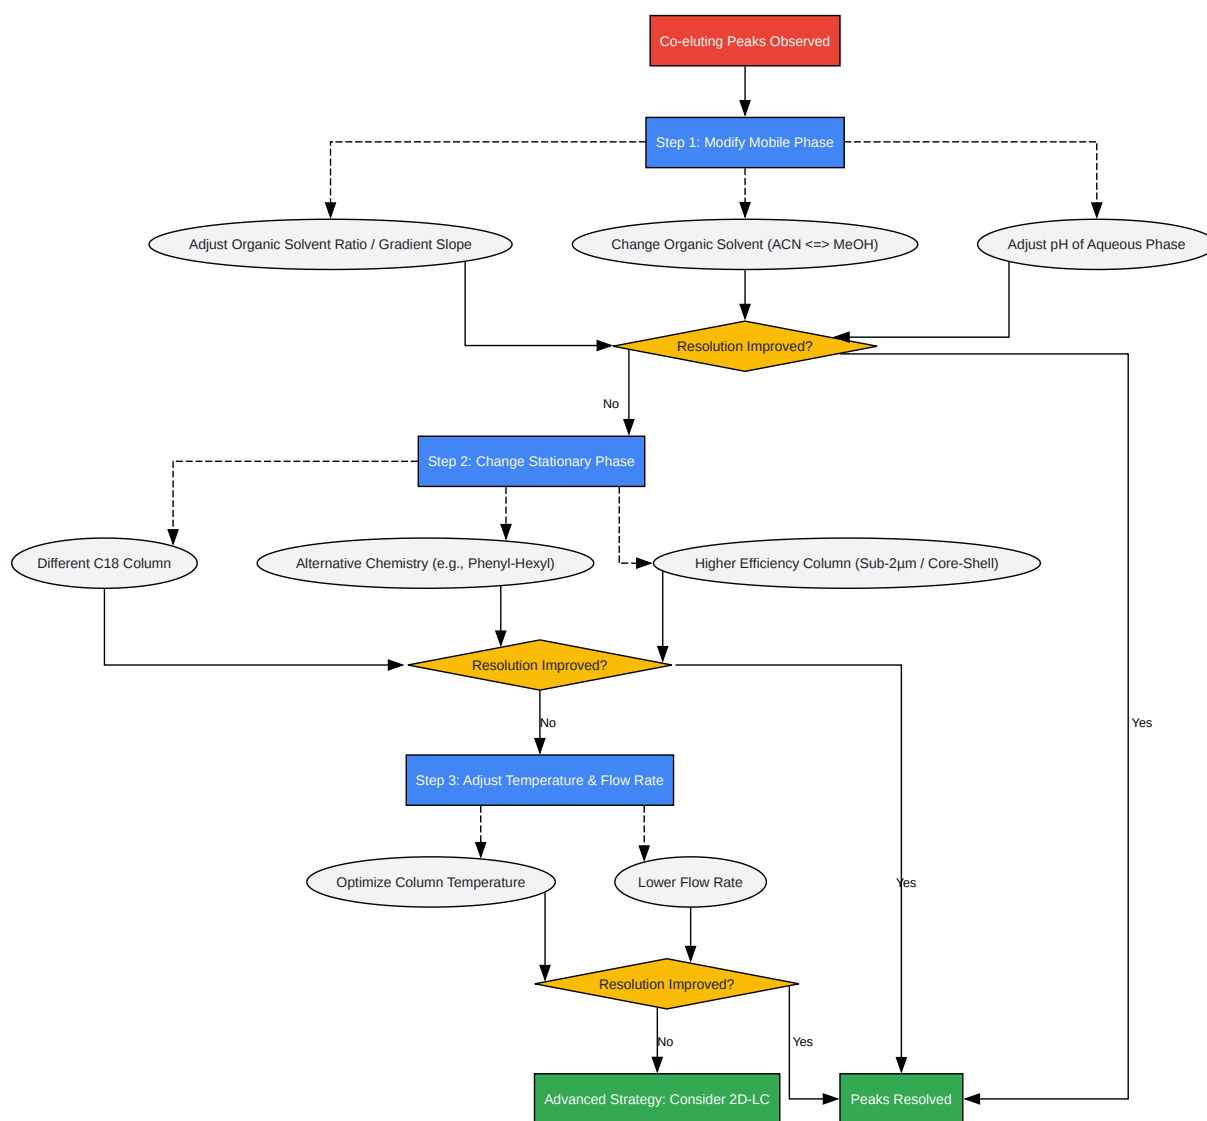 Co-eluting Peaks Observed
Step 1: Modify Mobile Phase
Adjust Organic Solvent Ratio / Gradient Slope
Change Organic Solvent (ACN <=> MeOH)
Adjust pH of Aqueous Phase
Resolution Improved?
No
Step 2: Change Stationary Phase
Different C18 Column
Alternative Chemistry (e.g., Phenyl-Hexyl)
Higher Efficiency Column (Sub-2µm / Core-Shell)
Resolution Improved?
No
Yes
Step 3: Adjust Temperature & Flow Rate
Optimize Column Temperature
Lower Flow Rate
Yes
Resolution Improved?
No
Yes
Advanced Strategy: Consider 2D-LC
Peaks Resolved